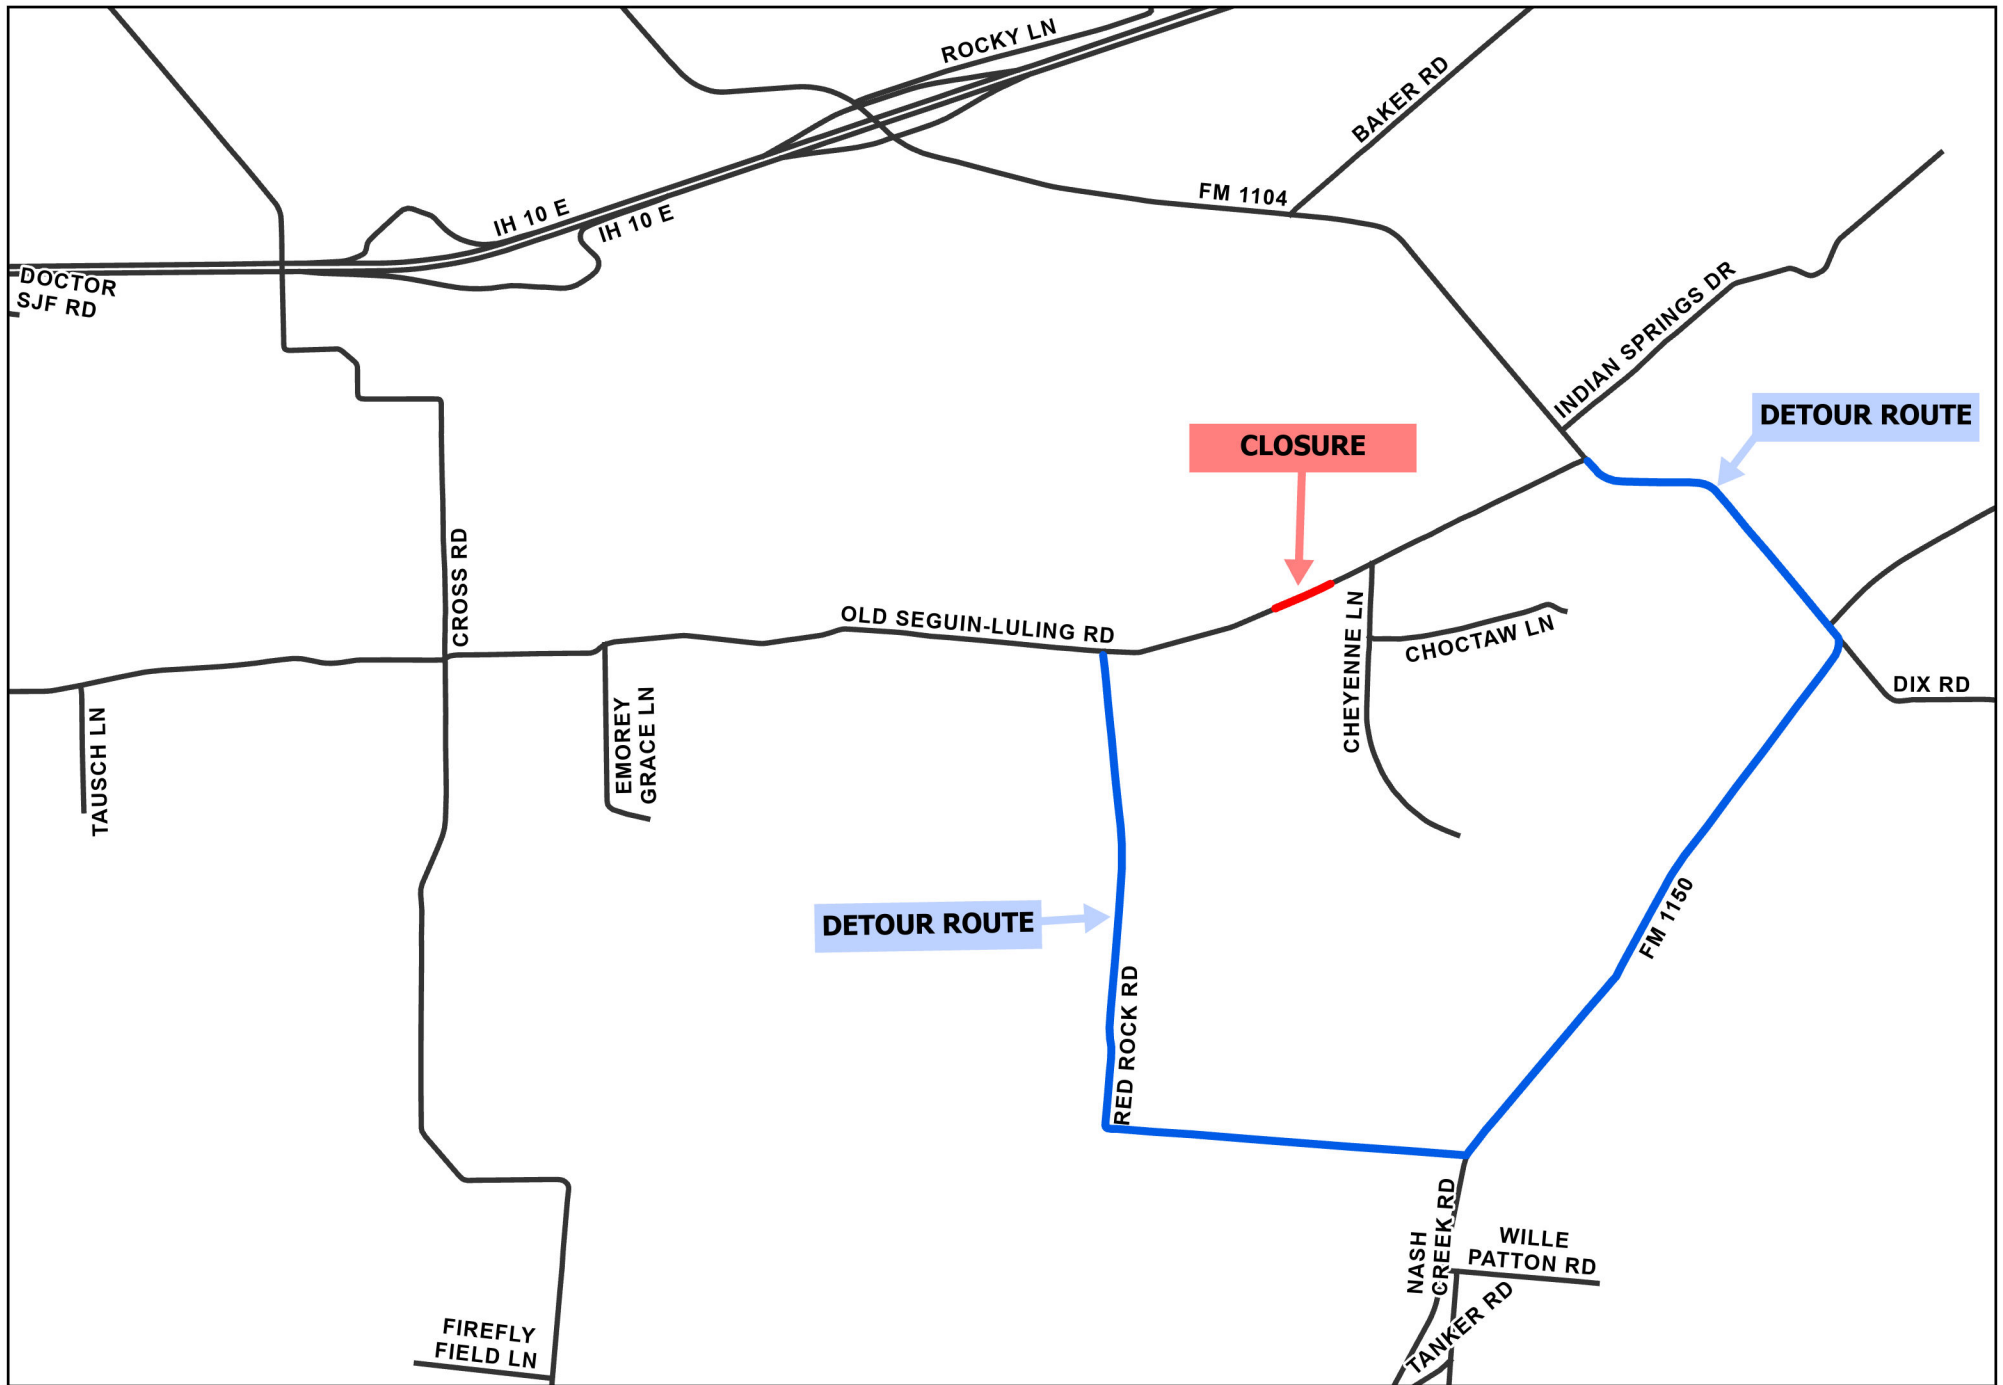 ROCKY LN
BAKER RD
FM 1104
IH 10 E
IH 10 E
DOCTOR
SJF RD
INDIAN SPRINGS DR
DETOUR ROUTE
CLOSURE
CROSS RD
OLD SEGUIN-LULING RD
CHEYENNE LN
CHOCTAW LN
DIX RD
TAUSCH LN
EMOREY
GRACE LN
DETOUR ROUTE
FM 1150
RED ROCK RD
NASH
CREEK RD
WILLE
PATTON RD
TANKER RD
FIREFLY
FIELD LN